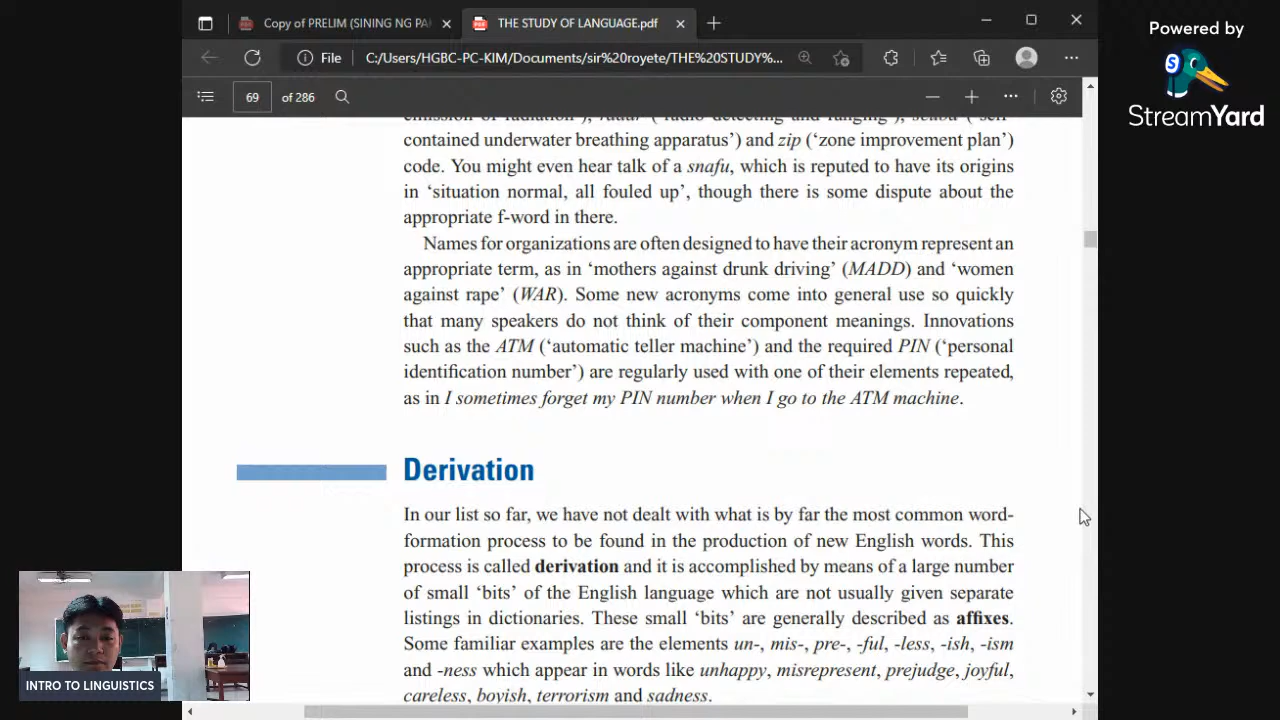 Copy of PRELIM (SINING NG PA
THE STUDY OF LANGUAGE.pdf
Powered by
StreamYard
File
C:/Users/HGBC-PC-KIM/Documents/sir%20royete/THE%20STUDY%...
69 of 286
emission of radiation'), radar ('radio detecting and ranging'), scuba ('self
contained underwater breathing apparatus') and zip ('zone improvement plan')
code. You might even hear talk of a snafu, which is reputed to have its origins
in 'situation normal, all fouled up', though there is some dispute about the
appropriate f-word in there.
Names for organizations are often designed to have their acronym represent an
appropriate term, as in 'mothers against drunk driving' (MADD) and 'women
against rape' (WAR). Some new acronyms come into general use so quickly
that many speakers do not think of their component meanings. Innovations
such as the ATM ('automatic teller machine') and the required PIN ('personal
identification number') are regularly used with one of their elements repeated,
as in I sometimes forget my PIN number when I go to the ATM machine.
Derivation
In our list so far, we have not dealt with what is by far the most common word-
formation process to be found in the production of new English words. This
process is called derivation and it is accomplished by means of a large number
of small 'bits' of the English language which are not usually given separate
listings in dictionaries. These small 'bits' are generally described as affixes.
Some familiar examples are the elements un-, mis-, pre-, -ful, -less, -ish, -ism
and -ness which appear in words like unhappy, misrepresent, prejudge, joyful,
careless, boyish, terrorism and sadness.
INTRO TO LINGUISTICS